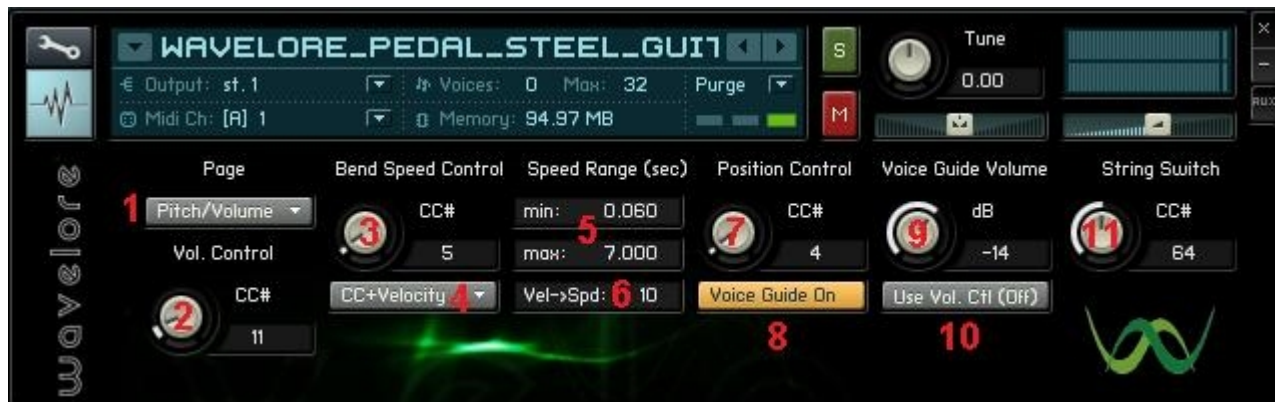 WAVELORE_PEDAL_STEEL_GUIT
S
Tune
0.00
×
–
AUX
Output: st. 1
Voices: 0 Max: 32
Purge
Midi Ch: [A] 1
Memory: 94.97 MB
M
wavelore
Page
Bend Speed Control
Speed Range (sec)
Position Control
Voice Guide Volume
String Switch
1
Pitch/Volume
3
CC#
5
min: 0.060
5
max: 7.000
7
CC#
4
9
dB
-14
11
CC#
64
Vol. Control
2
CC#
11
CC+Velocity
4
Vel->Spd: 10
6
Voice Guide On
8
Use Vol. Ctl (Off)
10